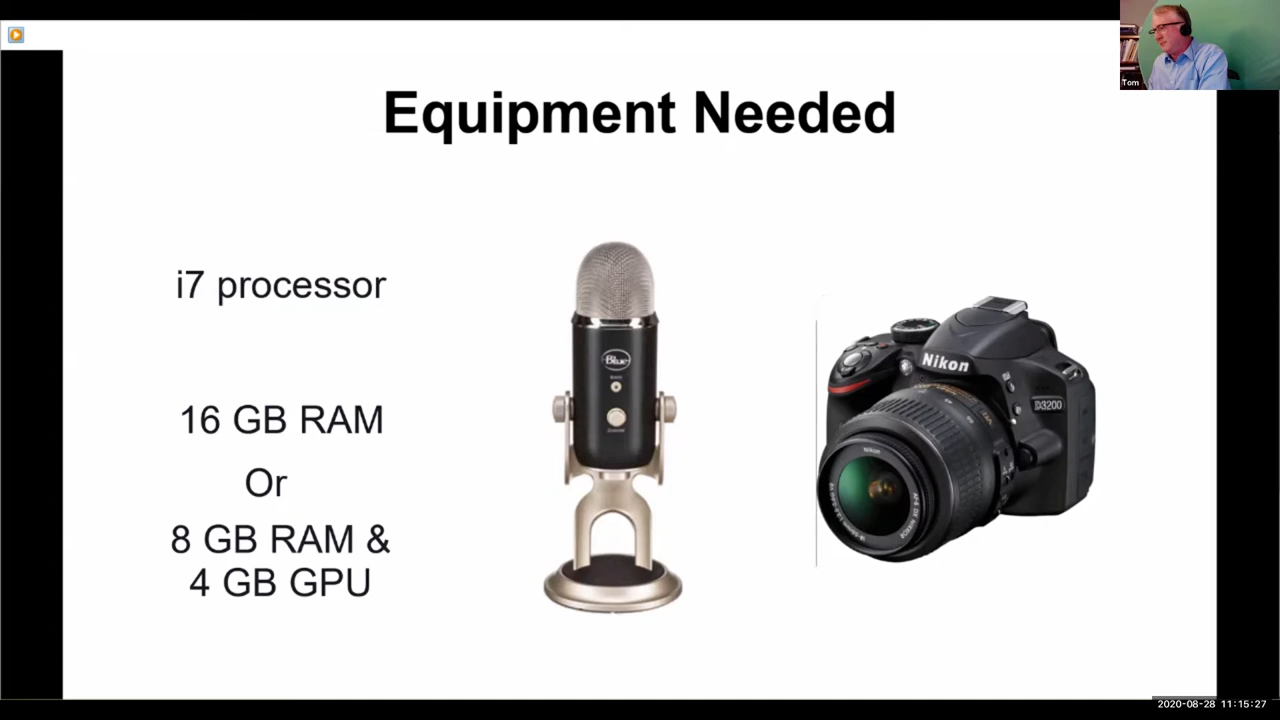 Tom
Equipment Needed
i7 processor
16 GB RAM
Or
8 GB RAM &
4 GB GPU
Blue
Nikon
D3200
Nikon
2020-08-28 11:15:27